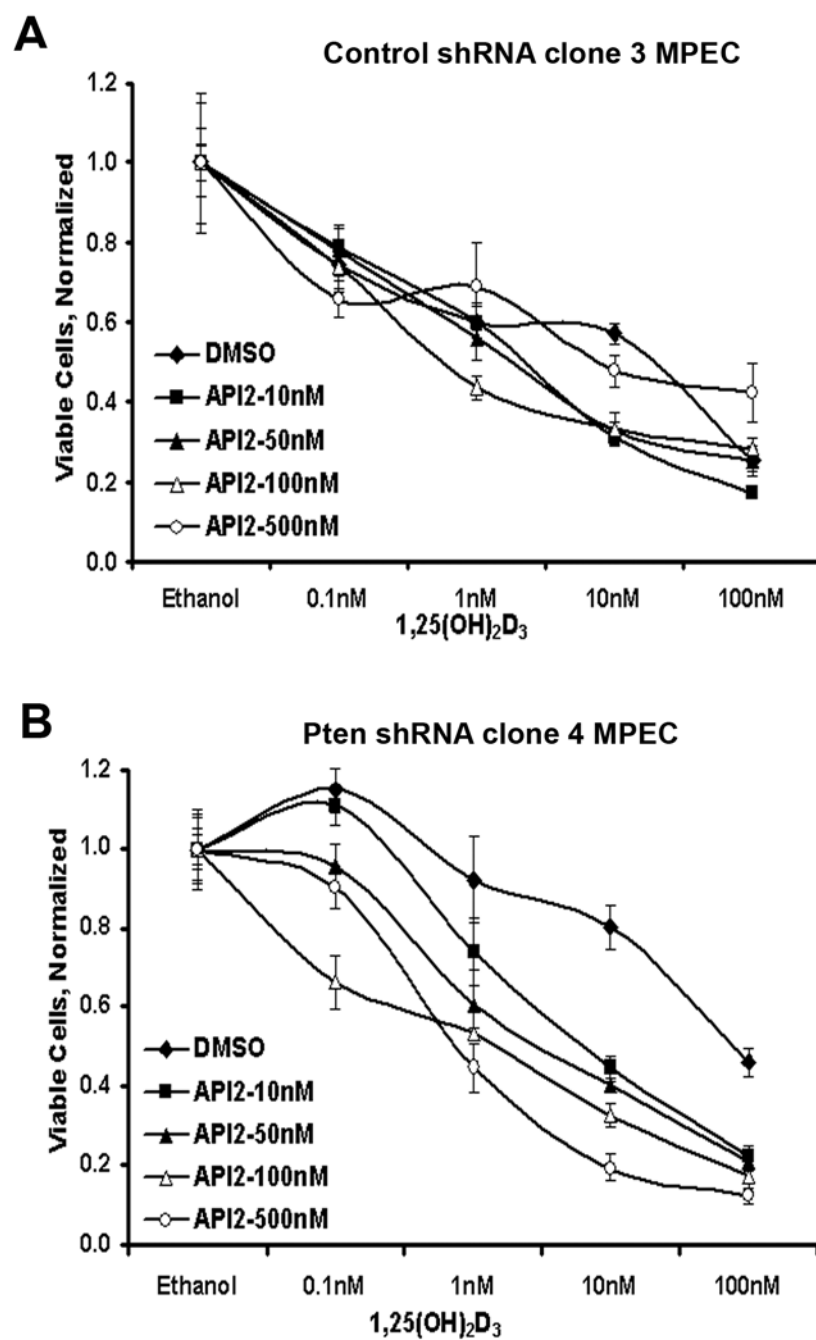 A
Control shRNA clone 3 MPEC
Viable Cells, Normalized
1.2
1.0
0.8
0.6
0.4
0.2
0.0
DMSO
API2-10nM
API2-50nM
API2-100nM
API2-500nM
Ethanol 0.1nM 1nM 10nM 100nM
1,25(OH)₂D₃
B
Pten shRNA clone 4 MPEC
Viable Cells, Normalized
1.2
1.0
0.8
0.6
0.4
0.2
0.0
DMSO
API2-10nM
API2-50nM
API2-100nM
API2-500nM
Ethanol 0.1nM 1nM 10nM 100nM
1,25(OH)₂D₃